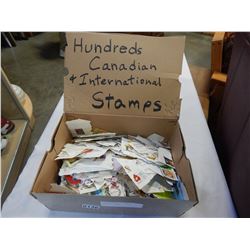 Hundreds
Canadian
& International
Stamps